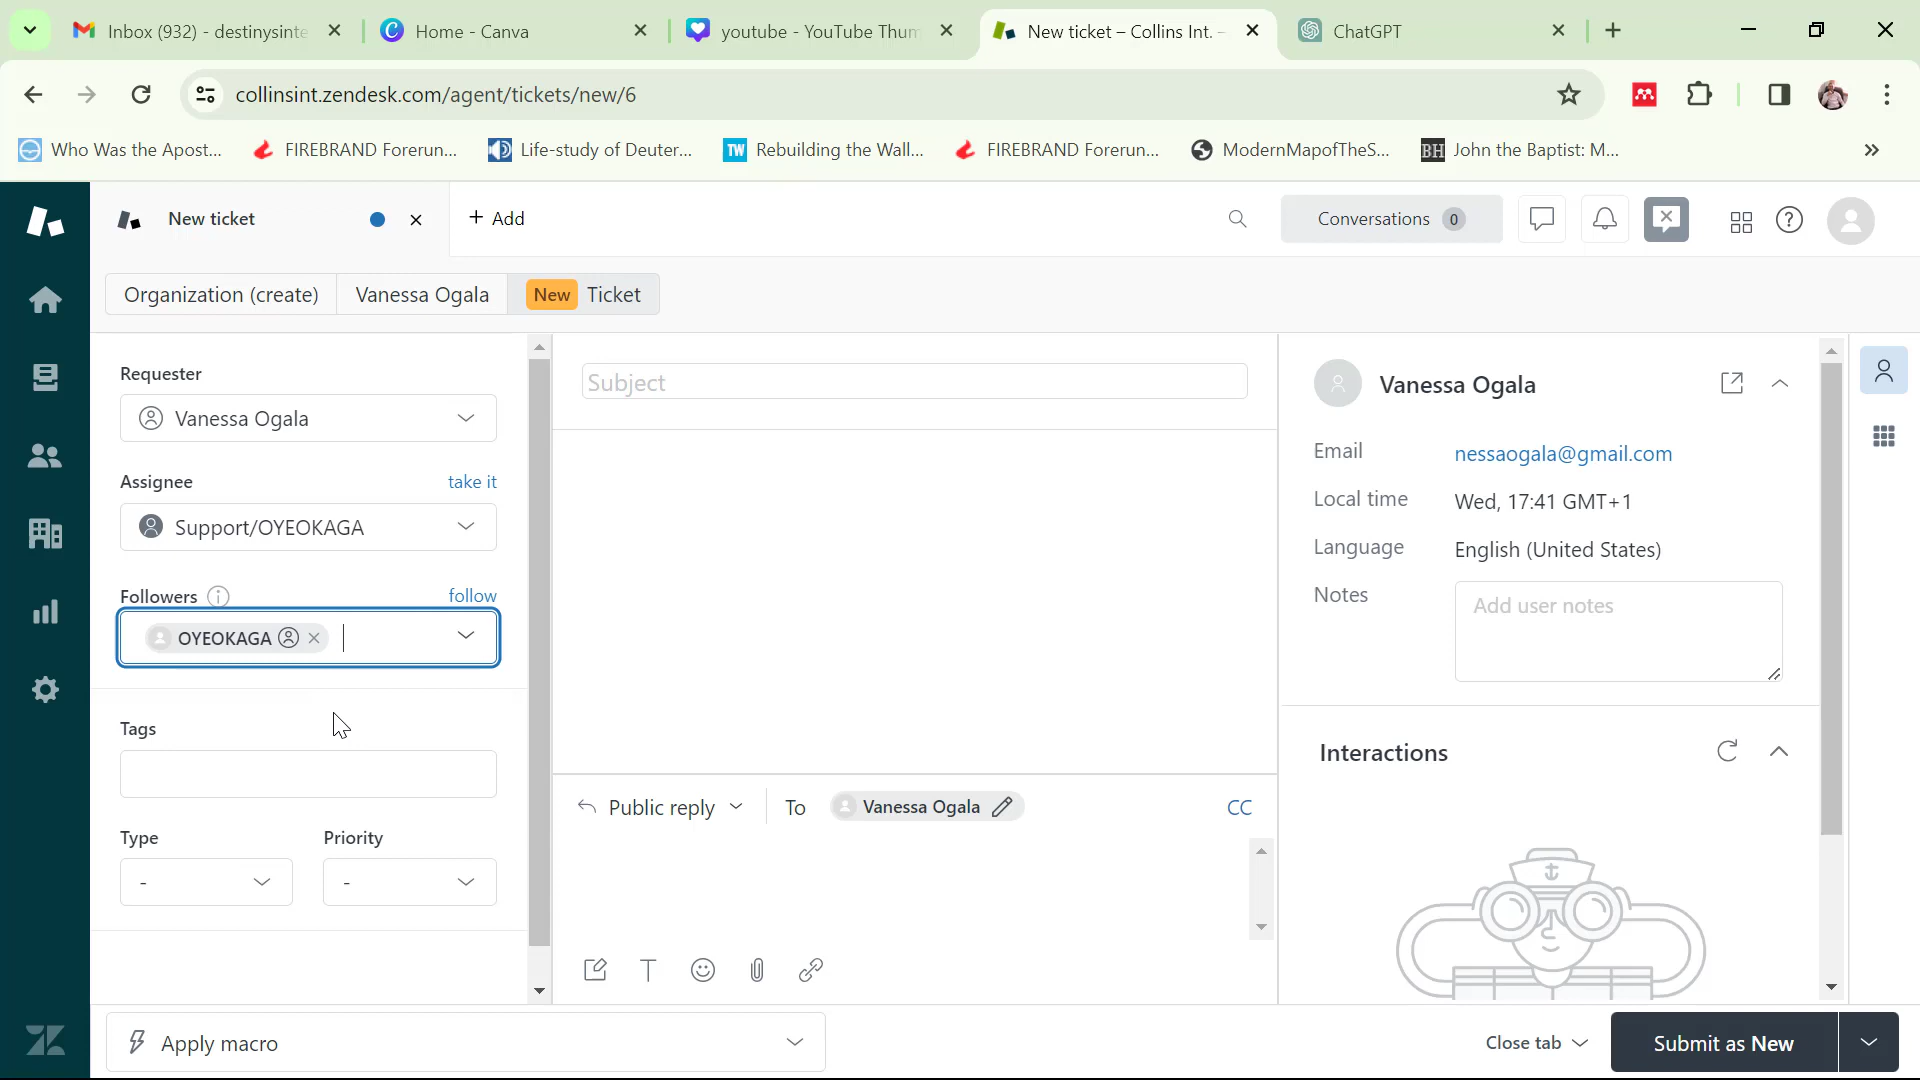 Inbox (932) - destinysinte
Home - Canva
youtube - YouTube Thum
New ticket – Collins Int. –
ChatGPT
collinsint.zendesk.com/agent/tickets/new/6
Who Was the Apost...
FIREBRAND Forerun...
Life-study of Deuter...
TW Rebuilding the Wall...
FIREBRAND Forerun...
ModernMapofTheS...
BH John the Baptist: M...
New ticket
+ Add
Conversations 0
Organization (create)
Vanessa Ogala
New Ticket
Requester
Vanessa Ogala
Assignee
take it
Support/OYEOKAGA
Followers
follow
OYEOKAGA
Tags
Type
Priority
-
-
Subject
Public reply
To
Vanessa Ogala
CC
Vanessa Ogala
Email
nessaogala@gmail.com
Local time
Wed, 17:41 GMT+1
Language
English (United States)
Notes
Add user notes
Interactions
Apply macro
Close tab
Submit as New